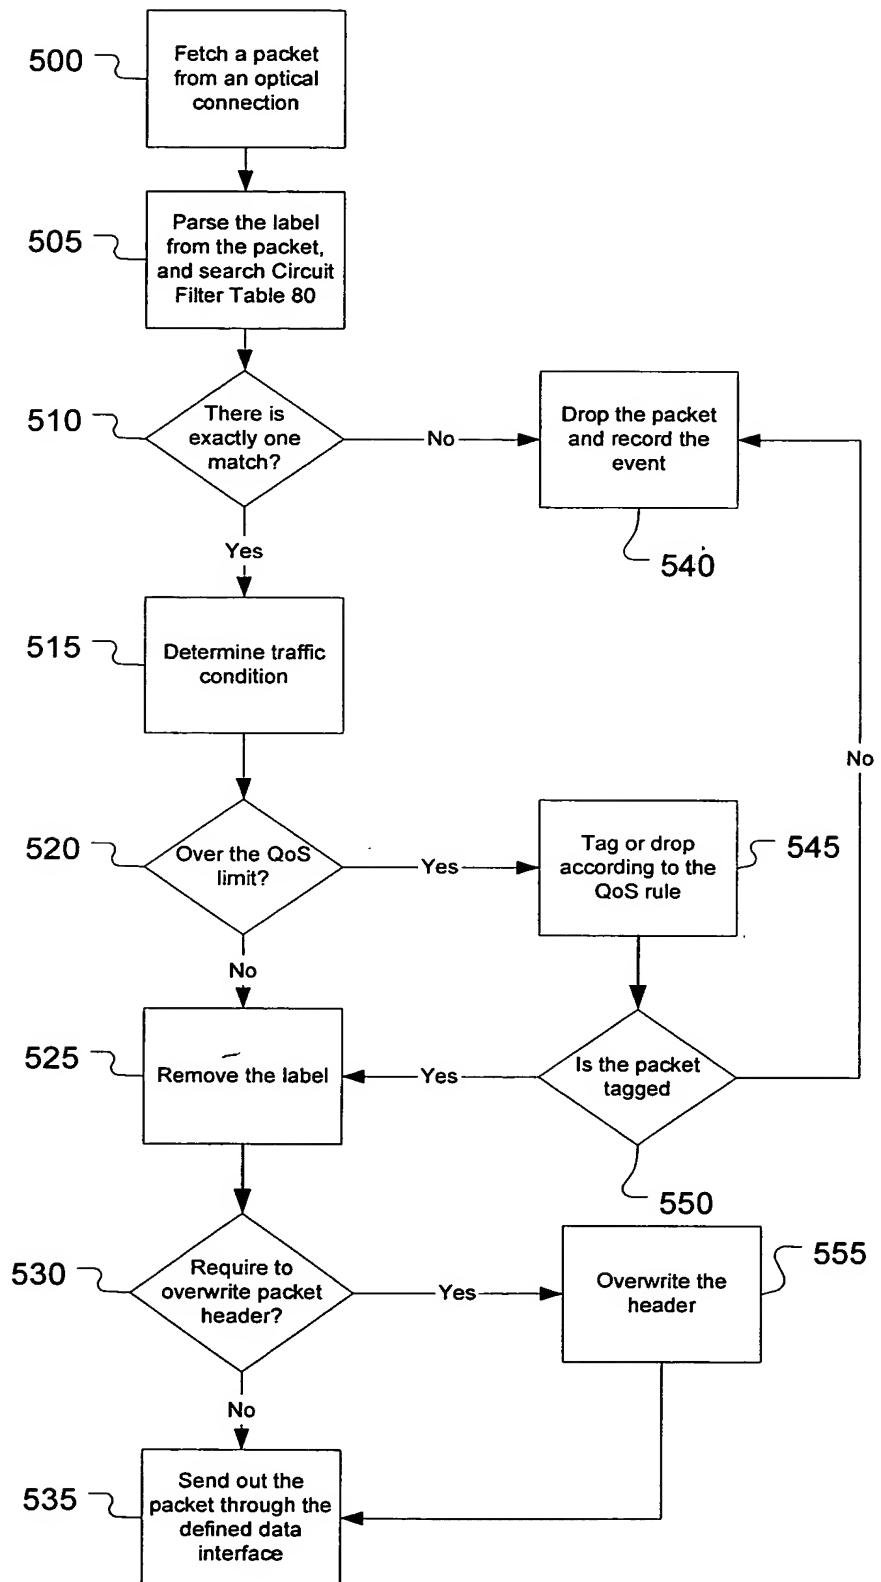 500
Fetch a packet
from an optical
connection
505
Parse the label
from the packet,
and search Circuit
Filter Table 80
510
There is
exactly one
match?
No
Drop the packet
and record the
event
540
Yes
515
Determine traffic
condition
No
520
Over the QoS
limit?
Yes
Tag or drop
according to the
QoS rule
545
No
525
Remove the label
Yes
Is the packet
tagged
550
530
Require to
overwrite packet
header?
Yes
Overwrite the
header
555
No
535
Send out the
packet through the
defined data
interface